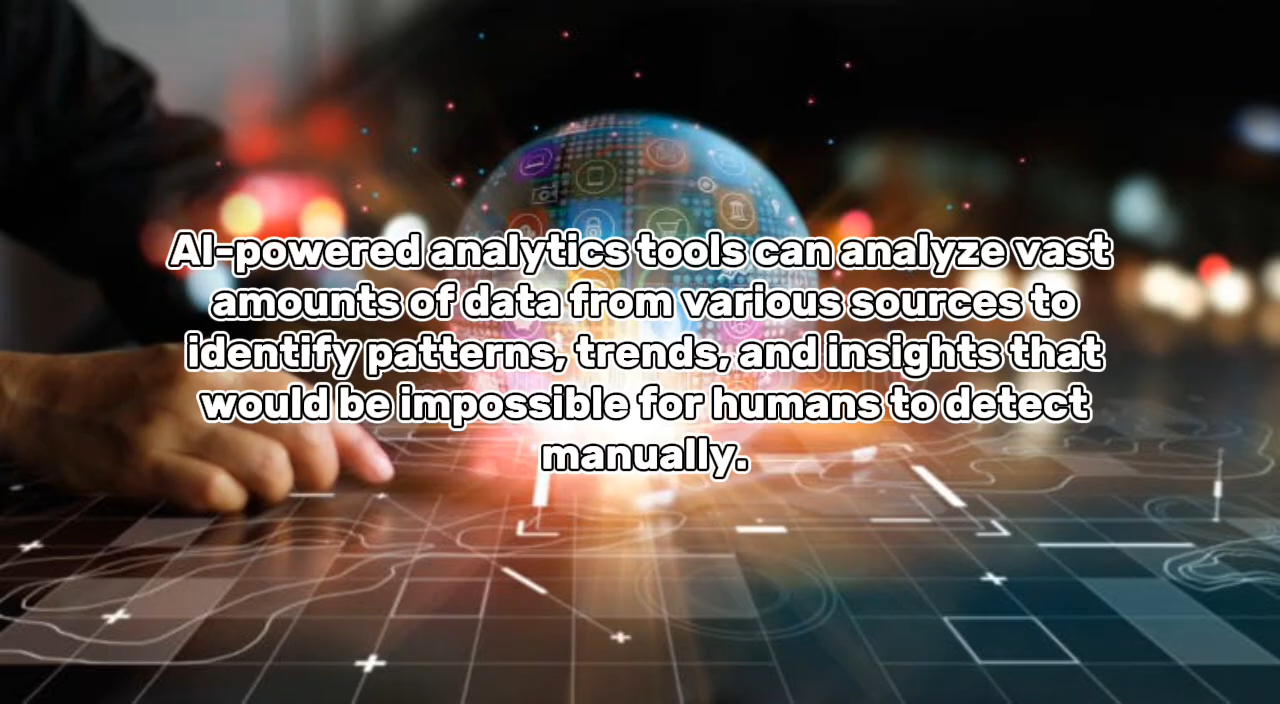 AI-powered analytics tools can analyze vast
amounts of data from various sources to
identify patterns, trends, and insights that
would be impossible for humans to detect
manually.